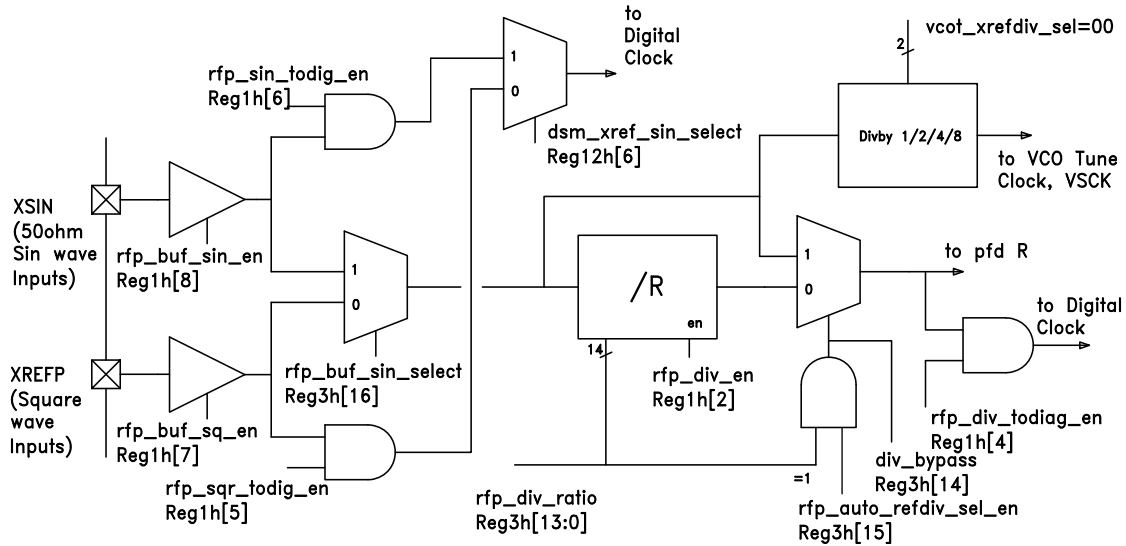 to
Digital
Clock
vcot_xrefdiv_sel=00
2
rfp_sin_todig_en
Reg1h[6]
1
0
dsm_xref_sin_select
Reg12h[6]
Divby 1/2/4/8
to VCO Tune
Clock, VSCK
XSIN
(50ohm
Sin wave
Inputs)
rfp_buf_sin_en
Reg1h[8]
1
0
rfp_buf_sin_select
Reg3h[16]
/R
en
14
rfp_div_en
Reg1h[2]
1
0
to pfd R
to Digital
Clock
XREFP
(Square
wave
Inputs)
rfp_buf_sq_en
Reg1h[7]
rfp_sqr_todig_en
Reg1h[5]
rfp_div_ratio
Reg3h[13:0]
=1
rfp_div_todiag_en
Reg1h[4]
div_bypass
Reg3h[14]
rfp_auto_refdiv_sel_en
Reg3h[15]